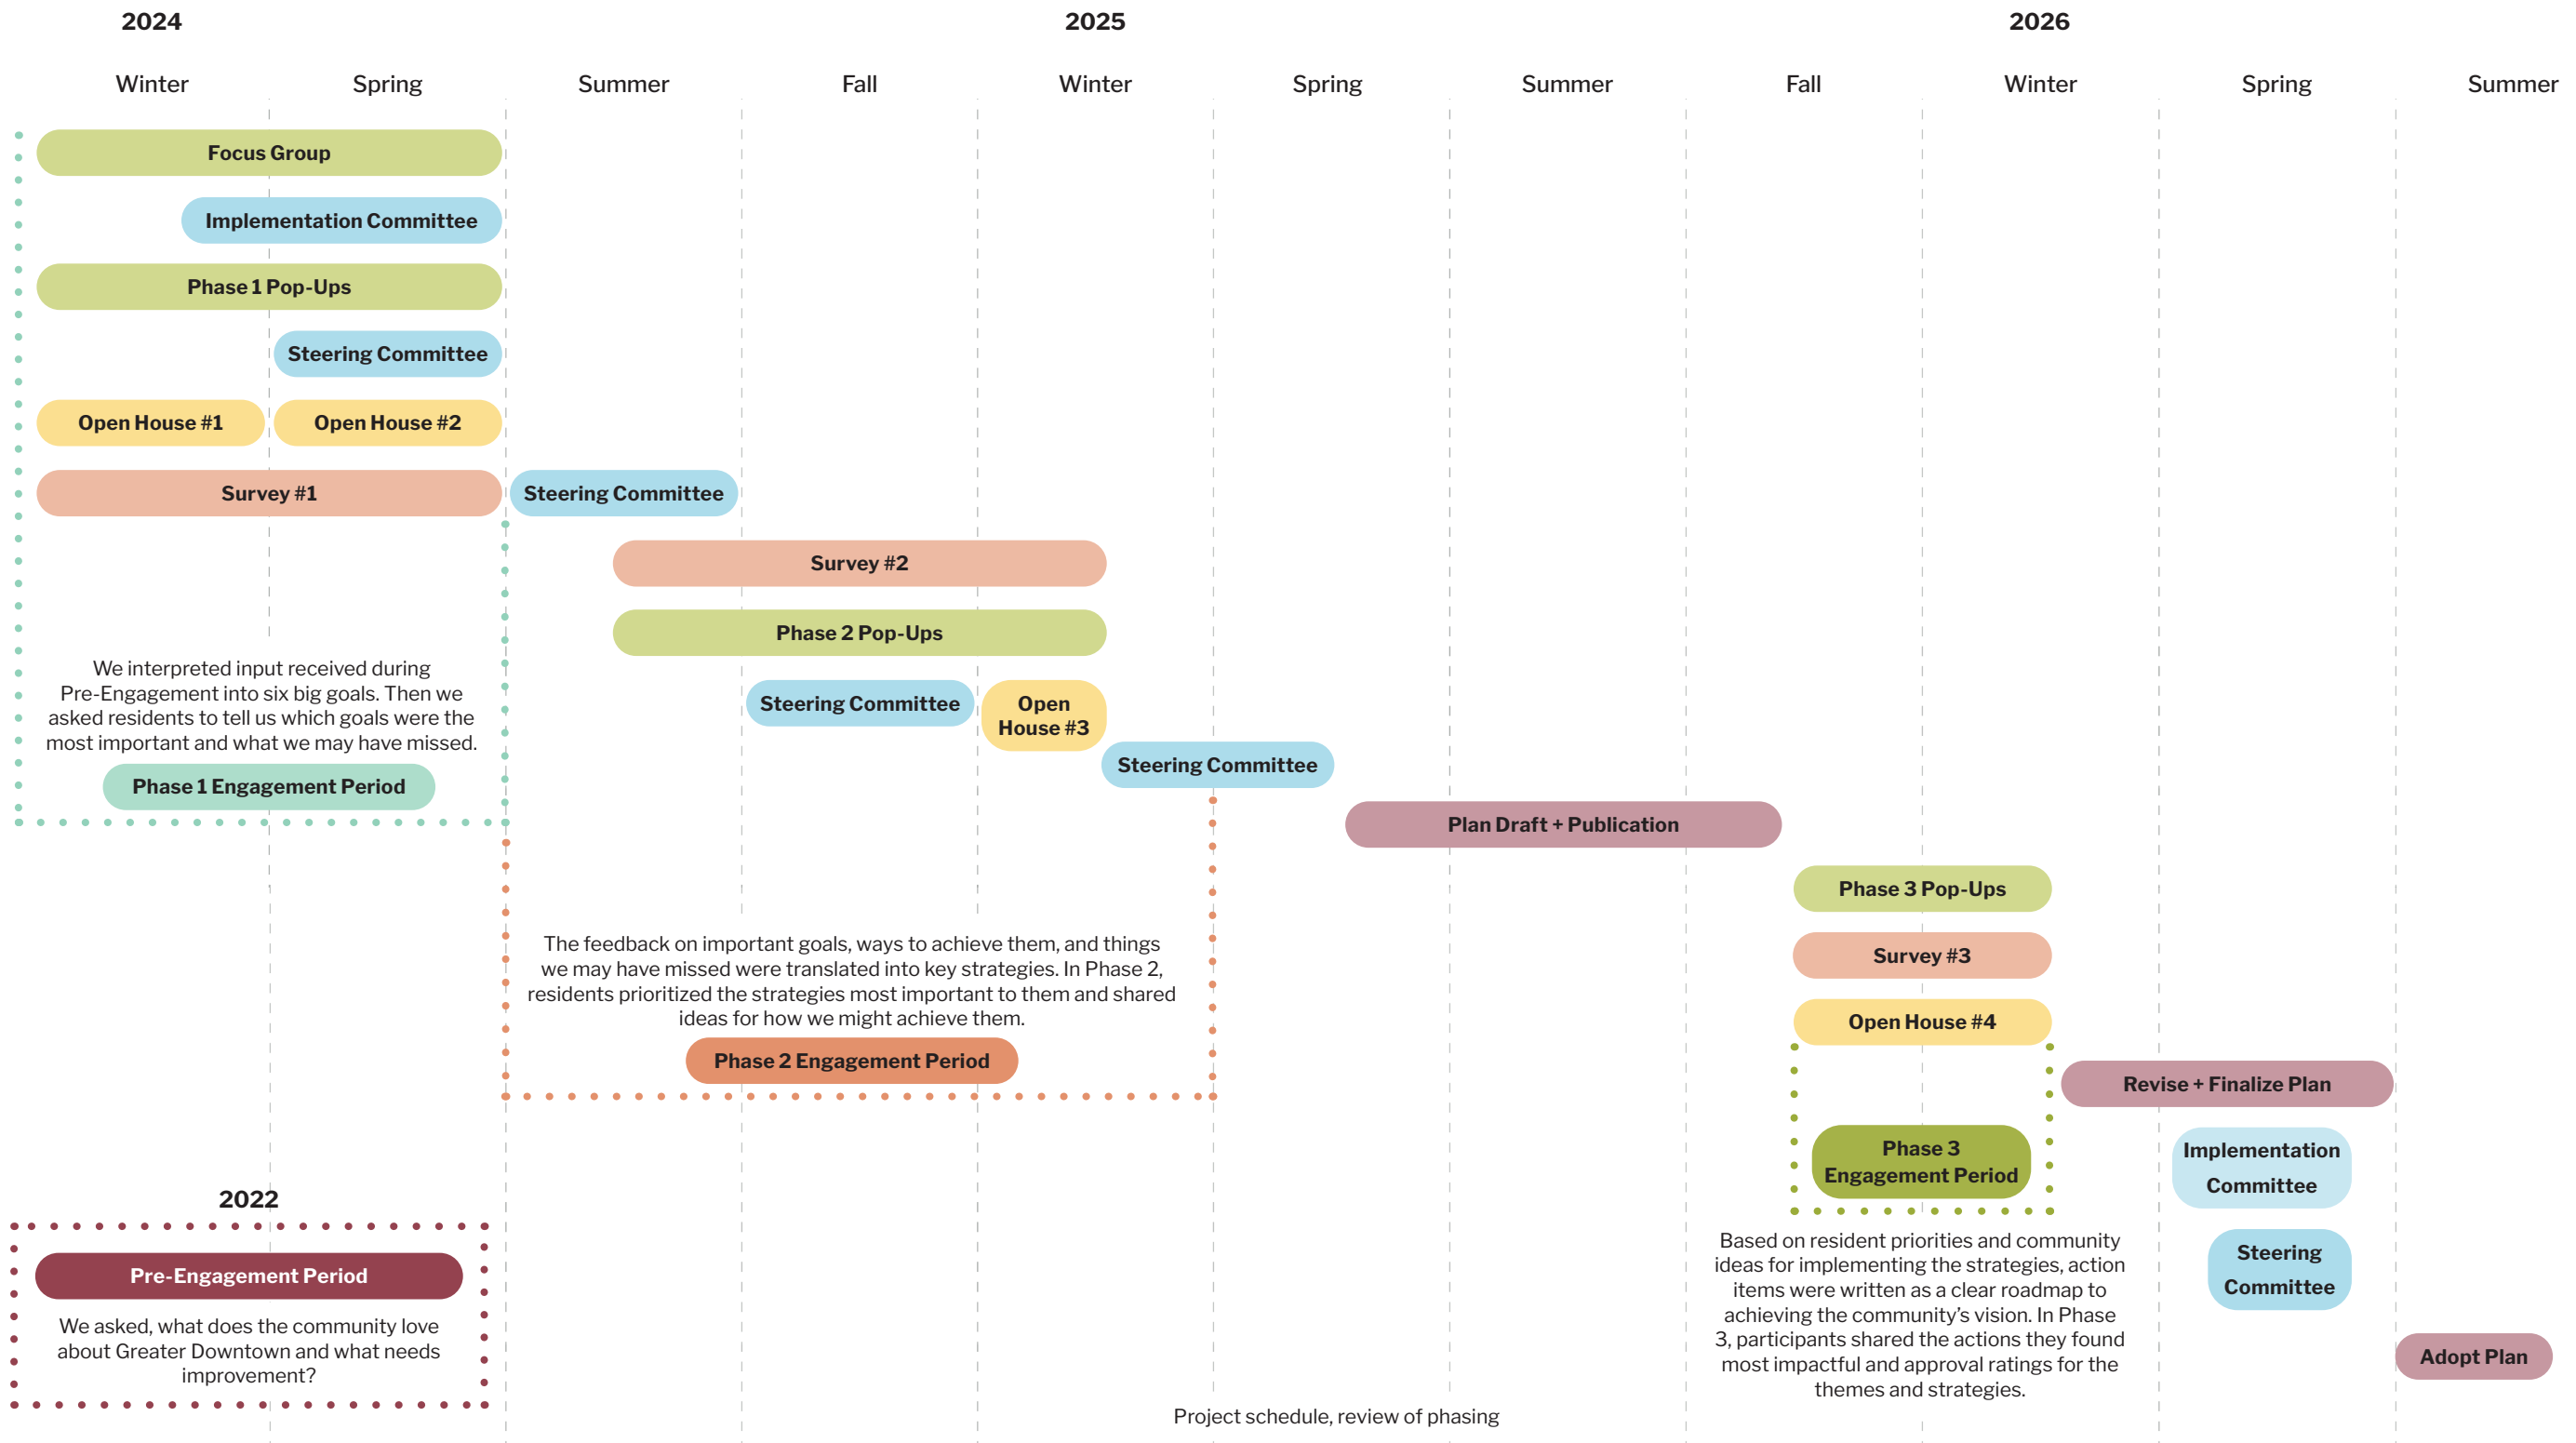 2024
2025
2026
Winter
Spring
Summer
Fall
Winter
Spring
Summer
Fall
Winter
Spring
Summer
Focus Group
Implementation Committee
Phase 1 Pop-Ups
Steering Committee
Open House #1
Open House #2
Survey #1
Steering Committee
Survey #2
Phase 2 Pop-Ups
Steering Committee
Open
House #3
Steering Committee
We interpreted input received during
Pre-Engagement into six big goals. Then we
asked residents to tell us which goals were the
most important and what we may have missed.
Phase 1 Engagement Period
Plan Draft + Publication
Phase 3 Pop-Ups
Survey #3
Open House #4
The feedback on important goals, ways to achieve them, and things
we may have missed were translated into key strategies. In Phase 2,
residents prioritized the strategies most important to them and shared
ideas for how we might achieve them.
Phase 2 Engagement Period
Revise + Finalize Plan
Phase 3
Engagement Period
Implementation
Committee
Steering
Committee
2022
Pre-Engagement Period
We asked, what does the community love
about Greater Downtown and what needs
improvement?
Based on resident priorities and community
ideas for implementing the strategies, action
items were written as a clear roadmap to
achieving the community’s vision. In Phase
3, participants shared the actions they found
most impactful and approval ratings for the
themes and strategies.
Adopt Plan
Project schedule, review of phasing